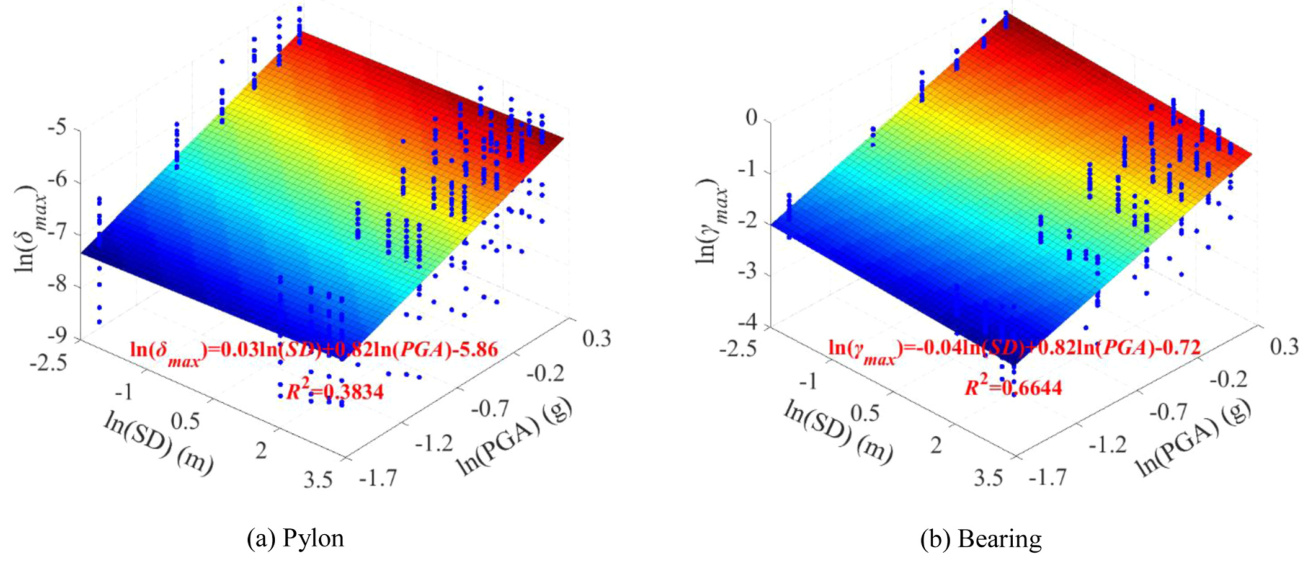 -5
-6
-7
-8
-9
ln(δmax)
-2.5
-1
0.5
2
3.5
ln(SD) (m)
-1.7
-1.2
-0.7
-0.2
0.3
ln(PGA) (g)
ln(δmax)=0.03ln(SD)+0.82ln(PGA)-5.86
R²=0.3834
(a) Pylon
0
-1
-2
-3
-4
ln(γmax)
-2.5
-1
0.5
2
3.5
ln(SD) (m)
-1.7
-1.2
-0.7
-0.2
0.3
ln(PGA) (g)
ln(γmax)=-0.04ln(SD)+0.82ln(PGA)-0.72
R²=0.6644
(b) Bearing